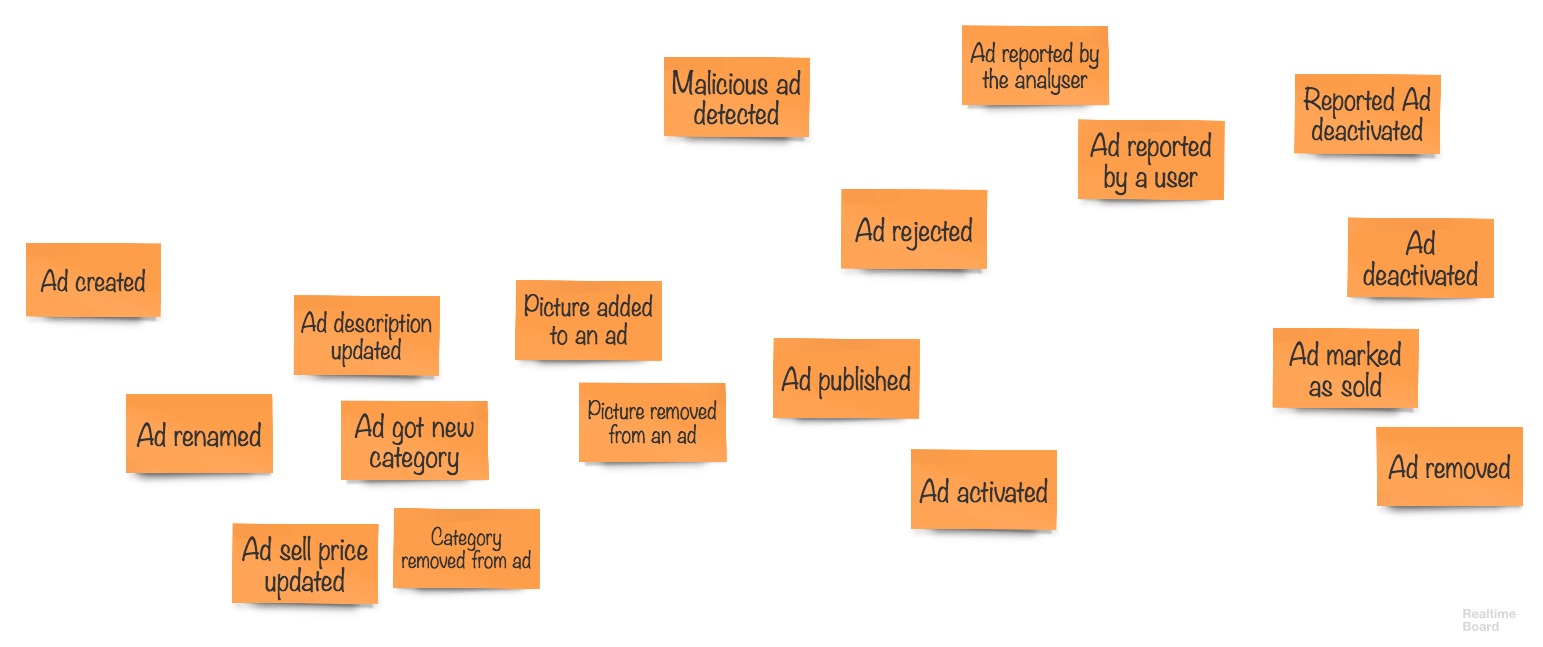 Ad created
Ad renamed
Ad description
updated
Ad got new
category
Ad sell price
updated
Category
removed from ad
Picture added
to an ad
Picture removed
from an ad
Malicious ad
detected
Ad rejected
Ad published
Ad activated
Ad reported by
the analyser
Ad reported
by a user
Reported Ad
deactivated
Ad
deactivated
Ad marked
as sold
Ad removed
Realtime
Board